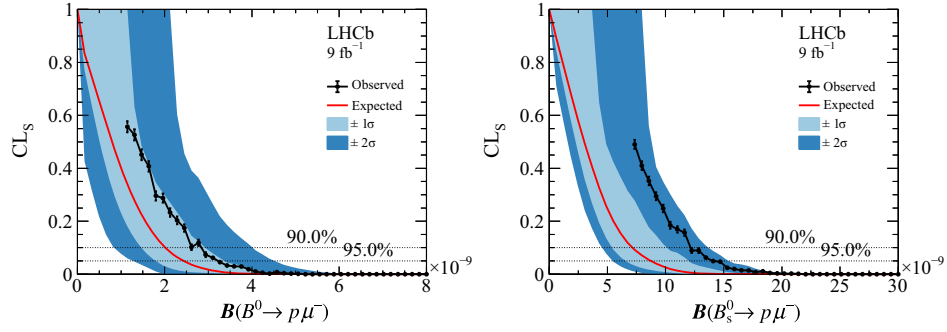 LHCb
9 fb⁻¹
Observed
Expected
± 1σ
± 2σ
90.0%
95.0%
CL_S
1
0.8
0.6
0.4
0.2
0
0 2 4 6 8
×10⁻⁹
B(B⁰→ pμ⁻)
LHCb
9 fb⁻¹
Observed
Expected
± 1σ
± 2σ
90.0%
95.0%
CL_S
1
0.8
0.6
0.4
0.2
0
0 5 10 15 20 25 30
×10⁻⁹
B(B_s⁰→ pμ⁻)